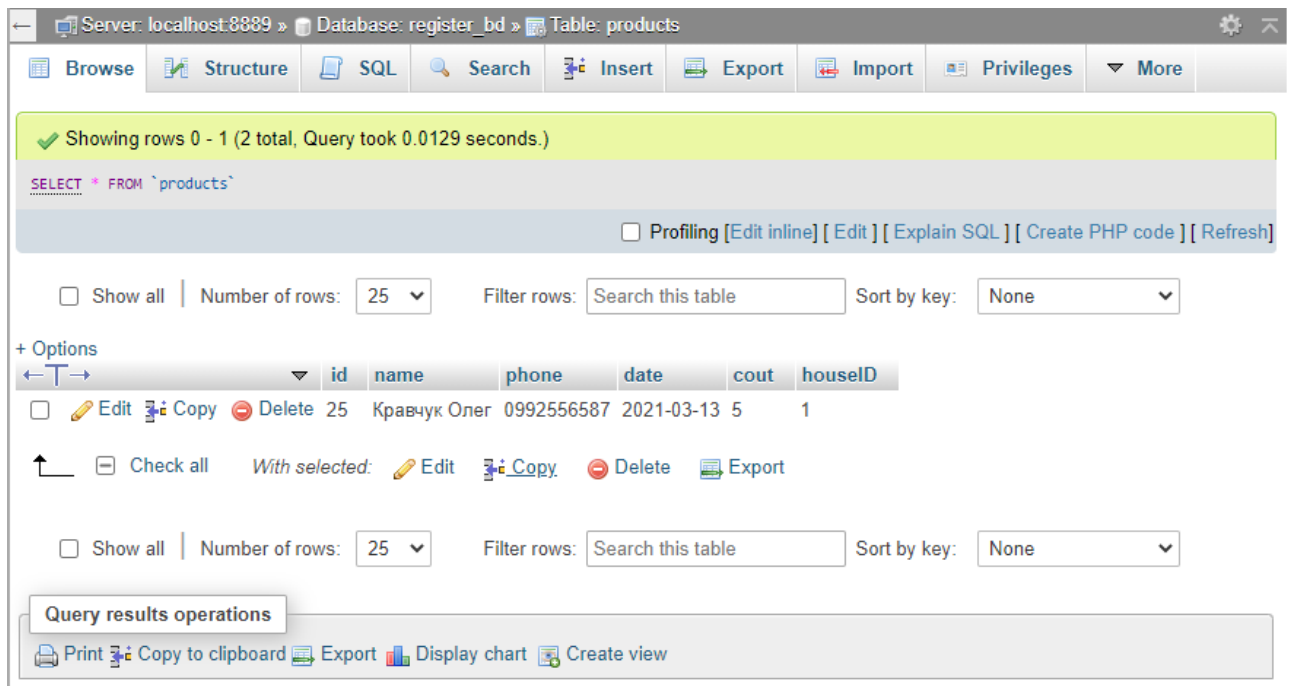 Server: localhost:8889 » Database: register_bd » Table: products
Browse Structure SQL Search Insert Export Import Privileges More
Showing rows 0 - 1 (2 total, Query took 0.0129 seconds.)
SELECT * FROM `products`
Profiling [Edit inline] [ Edit ] [ Explain SQL ] [ Create PHP code ] [ Refresh]
Show all | Number of rows: 25 Filter rows: Search this table Sort by key: None
+ Options
←T→ id name phone date cout houseID
Edit Copy Delete 25 Кравчук Олег 0992556587 2021-03-13 5 1
Check all With selected: Edit Copy Delete Export
Show all | Number of rows: 25 Filter rows: Search this table Sort by key: None
Query results operations
Print Copy to clipboard Export Display chart Create view